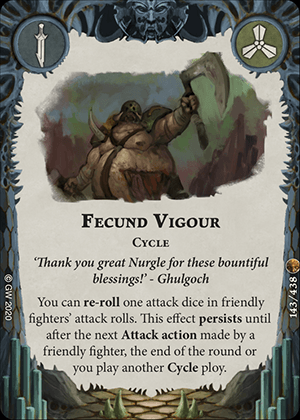 FECUND VIGOUR
CYCLE
‘Thank you great Nurgle for these bountiful
blessings!’ - Ghulgoch
You can re-roll one attack dice in friendly
fighters’ attack rolls. This effect persists until
after the next Attack action made by a
friendly fighter, the end of the round or
you play another Cycle ploy.
© GW 2020
143/438